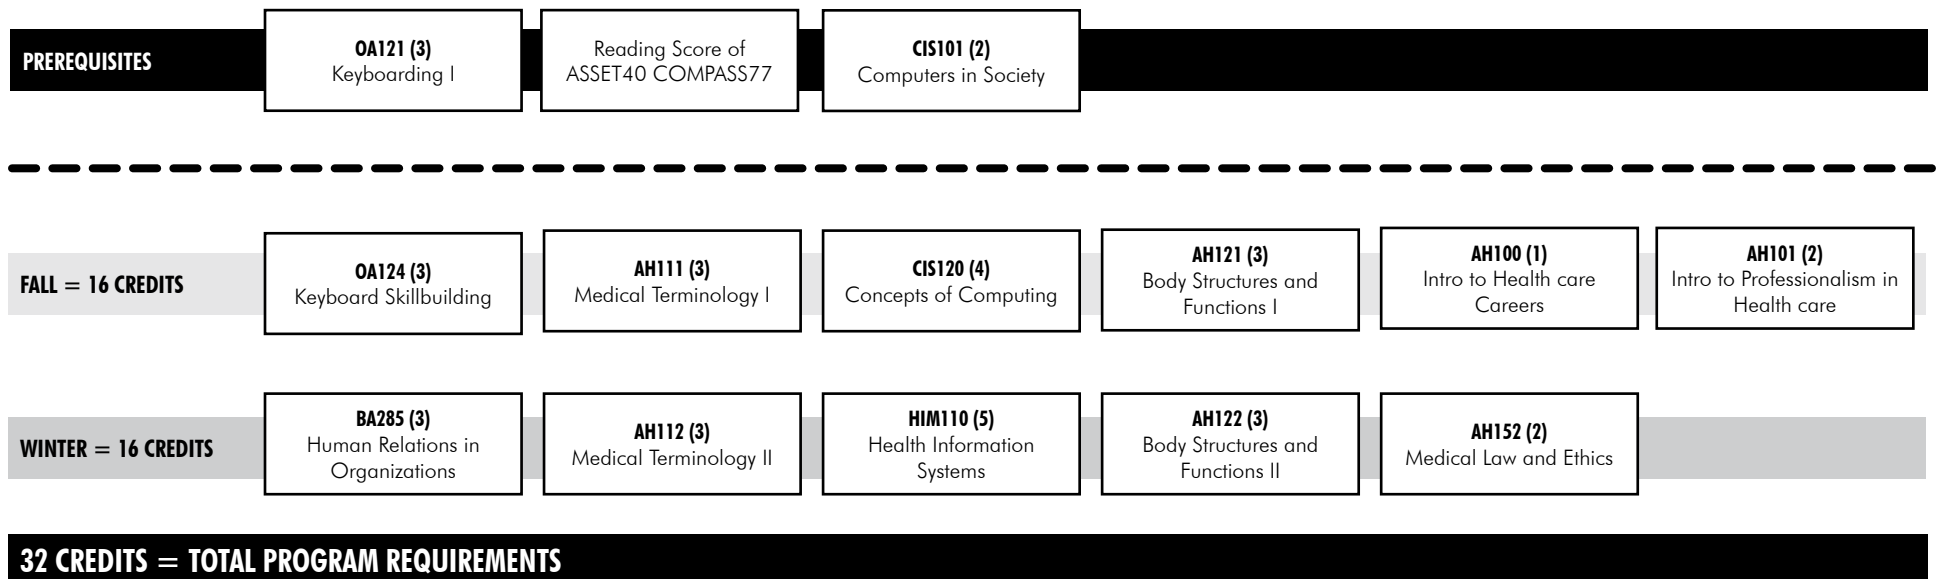 PREREQUISITES
OA121 (3)
Keyboarding I
Reading Score of
ASSET40 COMPASS77
CIS101 (2)
Computers in Society
FALL = 16 CREDITS
OA124 (3)
Keyboard Skillbuilding
AH111 (3)
Medical Terminology I
CIS120 (4)
Concepts of Computing
AH121 (3)
Body Structures and
Functions I
AH100 (1)
Intro to Health care
Careers
AH101 (2)
Intro to Professionalism in
Health care
WINTER = 16 CREDITS
BA285 (3)
Human Relations in
Organizations
AH112 (3)
Medical Terminology II
HIM110 (5)
Health Information
Systems
AH122 (3)
Body Structures and
Functions II
AH152 (2)
Medical Law and Ethics
32 CREDITS = TOTAL PROGRAM REQUIREMENTS